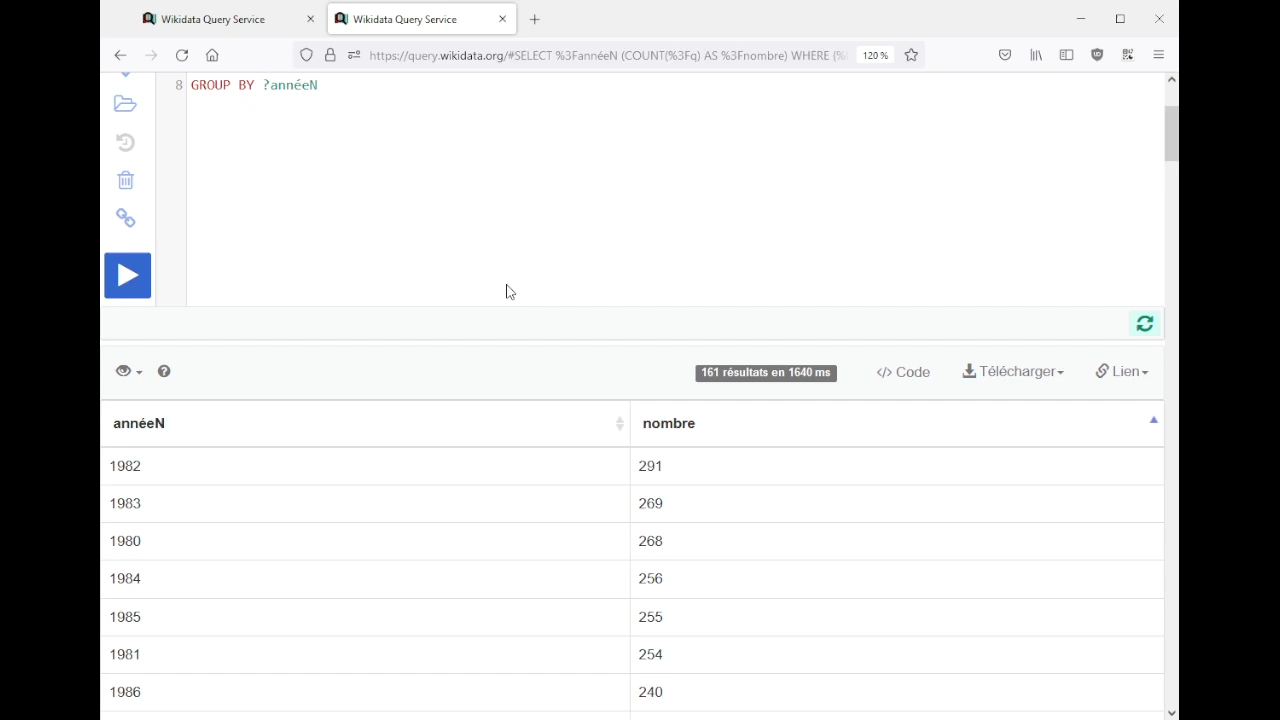 Wikidata Query Service
Wikidata Query Service
https://query.wikidata.org/#SELECT %3FannéeN (COUNT(%3Fq) AS %3Fnombre) WHERE {%
120 %
8 GROUP BY ?annéeN
161 résultats en 1640 ms
</> Code
Télécharger
Lien
annéeN nombre
1982 291
1983 269
1980 268
1984 256
1985 255
1981 254
1986 240